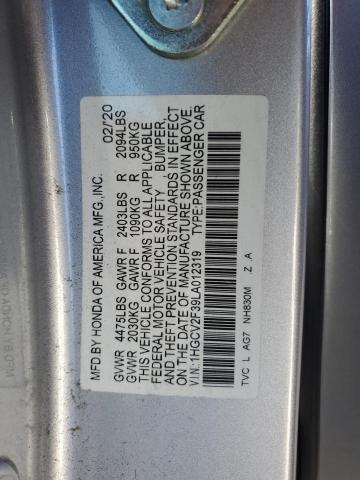 MFD BY HONDA OF AMERICA MFG.,INC. 02/'20
GVWR 4475LBS GAWR F 2403LBS R 2094LBS
GVWR 2030KG GAWR F 1090KG R 950KG
THIS VEHICLE CONFORMS TO ALL APPLICABLE
FEDERAL MOTOR VEHICLE SAFETY, BUMPER,
AND THEFT PREVENTION STANDARDS IN EFFECT
ON THE DATE OF MANUFACTURE SHOWN ABOVE.
V.I.N.:1HGCV2F39LA012319 TYPE:PASSENGER CAR
TVC L AG7 NH830M Z .A